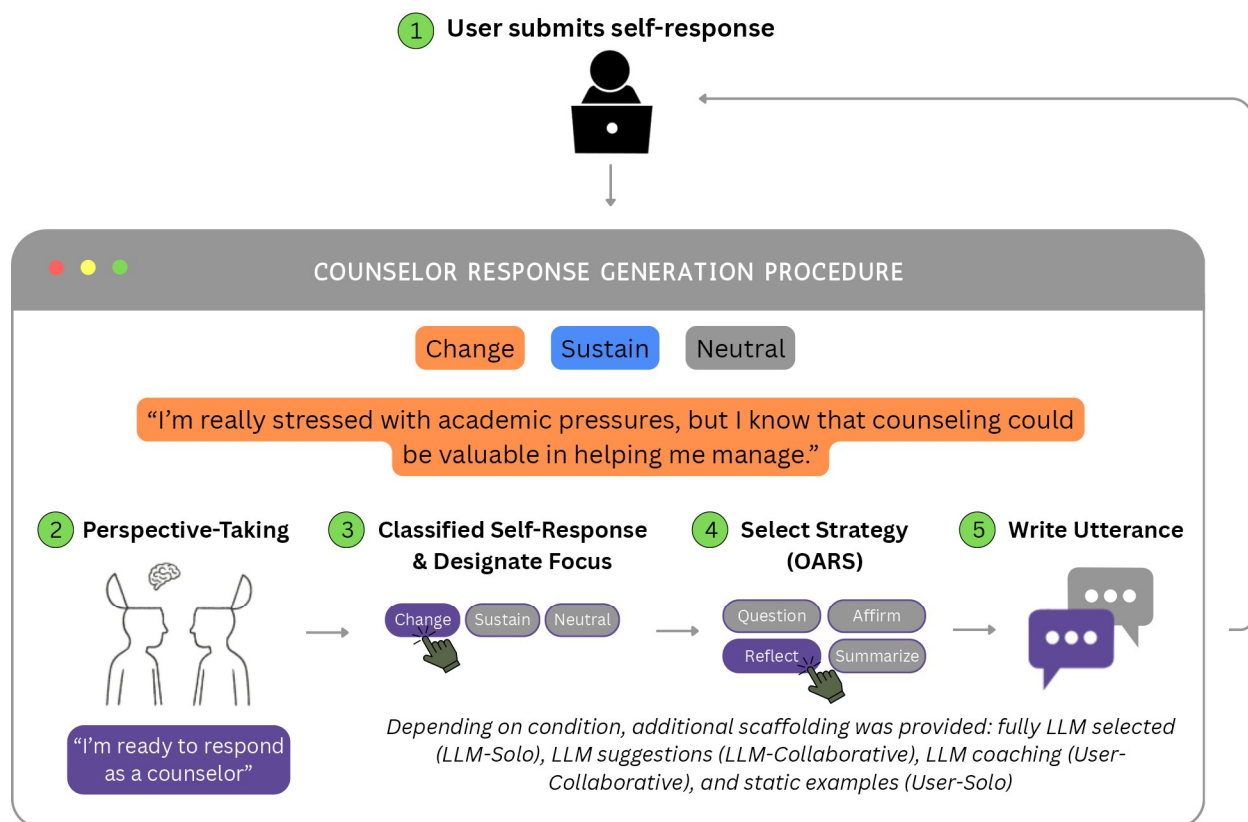 1 User submits self-response
COUNSELOR RESPONSE GENERATION PROCEDURE
Change Sustain Neutral
“I’m really stressed with academic pressures, but I know that counseling could
be valuable in helping me manage.”
2 Perspective-Taking
“I’m ready to respond
as a counselor”
3 Classified Self-Response
& Designate Focus
Change Sustain Neutral
4 Select Strategy
(OARS)
Question Affirm
Reflect Summarize
5 Write Utterance
Depending on condition, additional scaffolding was provided: fully LLM selected
(LLM-Solo), LLM suggestions (LLM-Collaborative), LLM coaching (User-
Collaborative), and static examples (User-Solo)